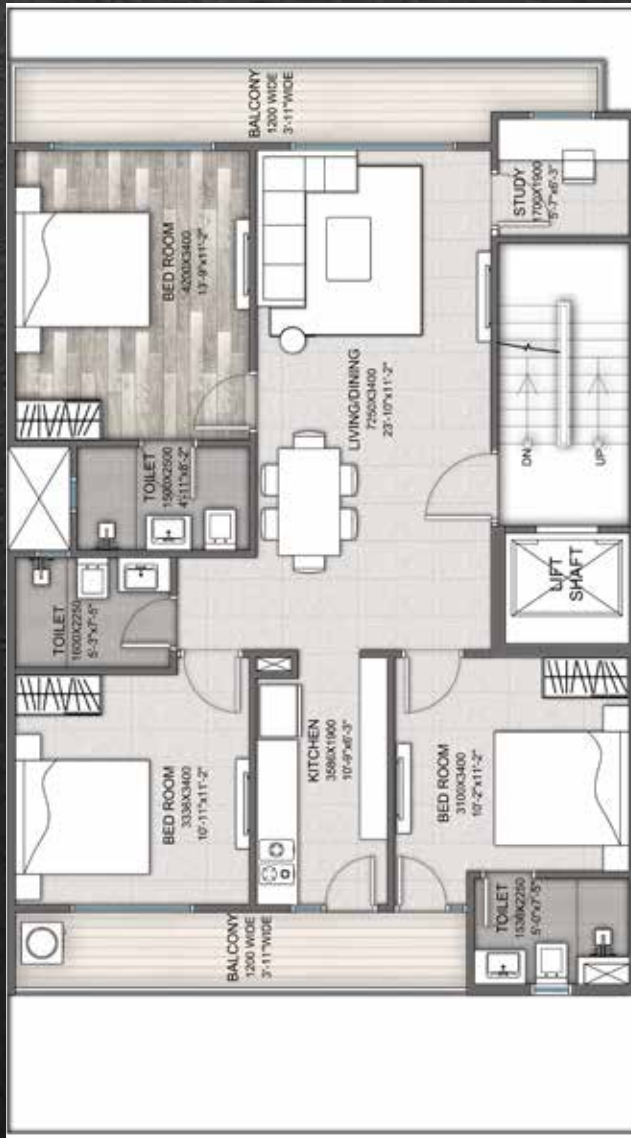 BALCONY
1200 WIDE
3'-11"WIDE
BED ROOM
4200X3400
13'-9"x11'-2"
STUDY
1700X1900
5'-7"x6'-3"
LIVING/DINING
7250X3400
23'-10"x11'-2"
TOILET
1500X2500
4'-11"x8'-2"
DN
UP
TOILET
1600X2250
5'-3"x7'-5"
LIFT
SHAFT
BED ROOM
3336X3400
10'-11"x11'-2"
KITCHEN
3580X1900
10'-9"x6'-3"
BED ROOM
3100X3400
10'-2"x11'-2"
BALCONY
1200 WIDE
3'-11"WIDE
TOILET
1536X2250
5'-0"x7'-5"